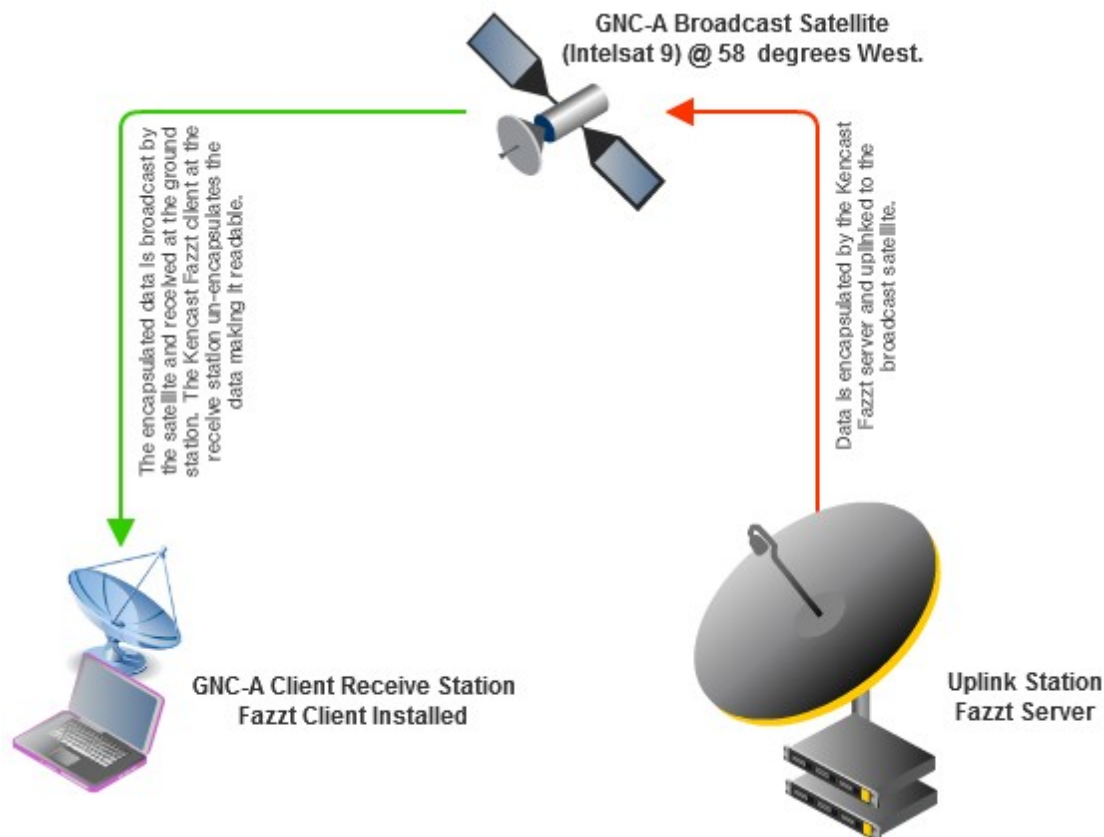 GNC-A Broadcast Satellite
(Intelsat 9) @ 58 degrees West.
The encapsulated data is broadcast by
the satellite and received at the ground
station. The Kencast Fazzt client at the
receive station un-encapsulates the
data making it readable.
Data is encapsulated by the Kencast
Fazzt server and uplinked to the
broadcast satellite.
GNC-A Client Receive Station
Fazzt Client Installed
Uplink Station
Fazzt Server